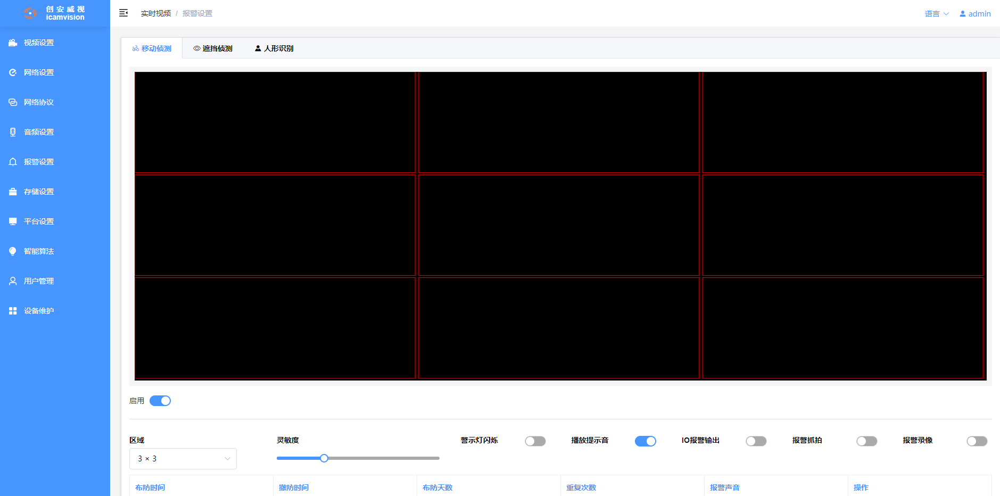 创安威视
icamvision
实时视频 / 报警设置
语言
admin
视频设置
网络设置
网络协议
音频设置
报警设置
存储设置
平台设置
智能算法
用户管理
设备维护
移动侦测
遮挡侦测
人形识别
启用
区域
灵敏度
警示灯闪烁
播放提示音
IO报警输出
报警抓拍
报警录像
3 × 3
布防时间
撤防时间
布防天数
重复次数
报警声音
操作